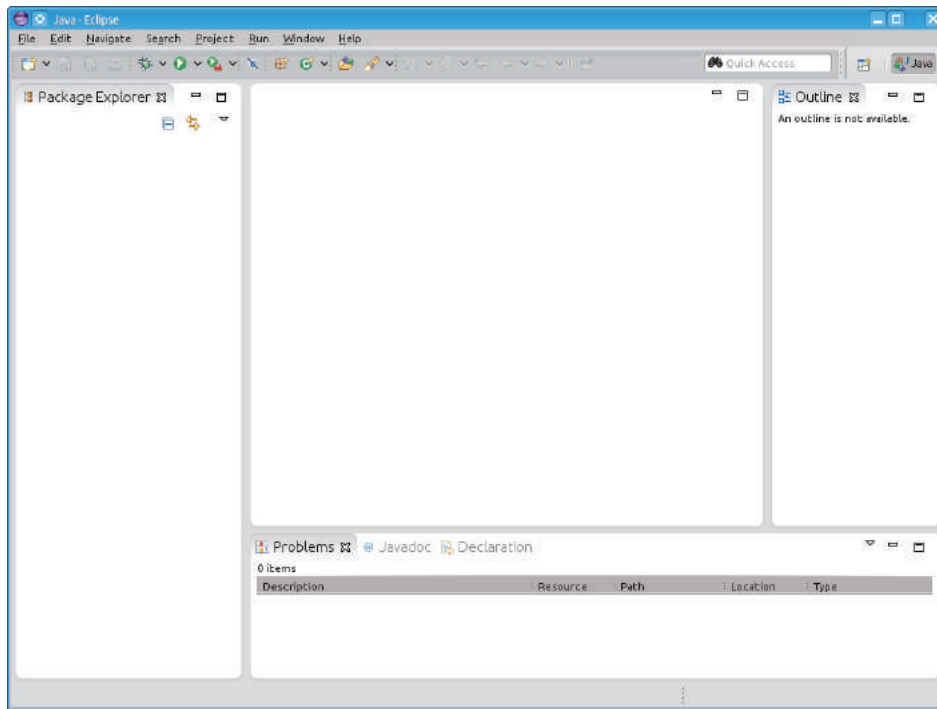 Java - Eclipse
File Edit Navigate Search Project Run Window Help
Quick Access
Java
Package Explorer
Outline
An outline is not available.
Problems Javadoc Declaration
0 items
Description Resource Path Location Type